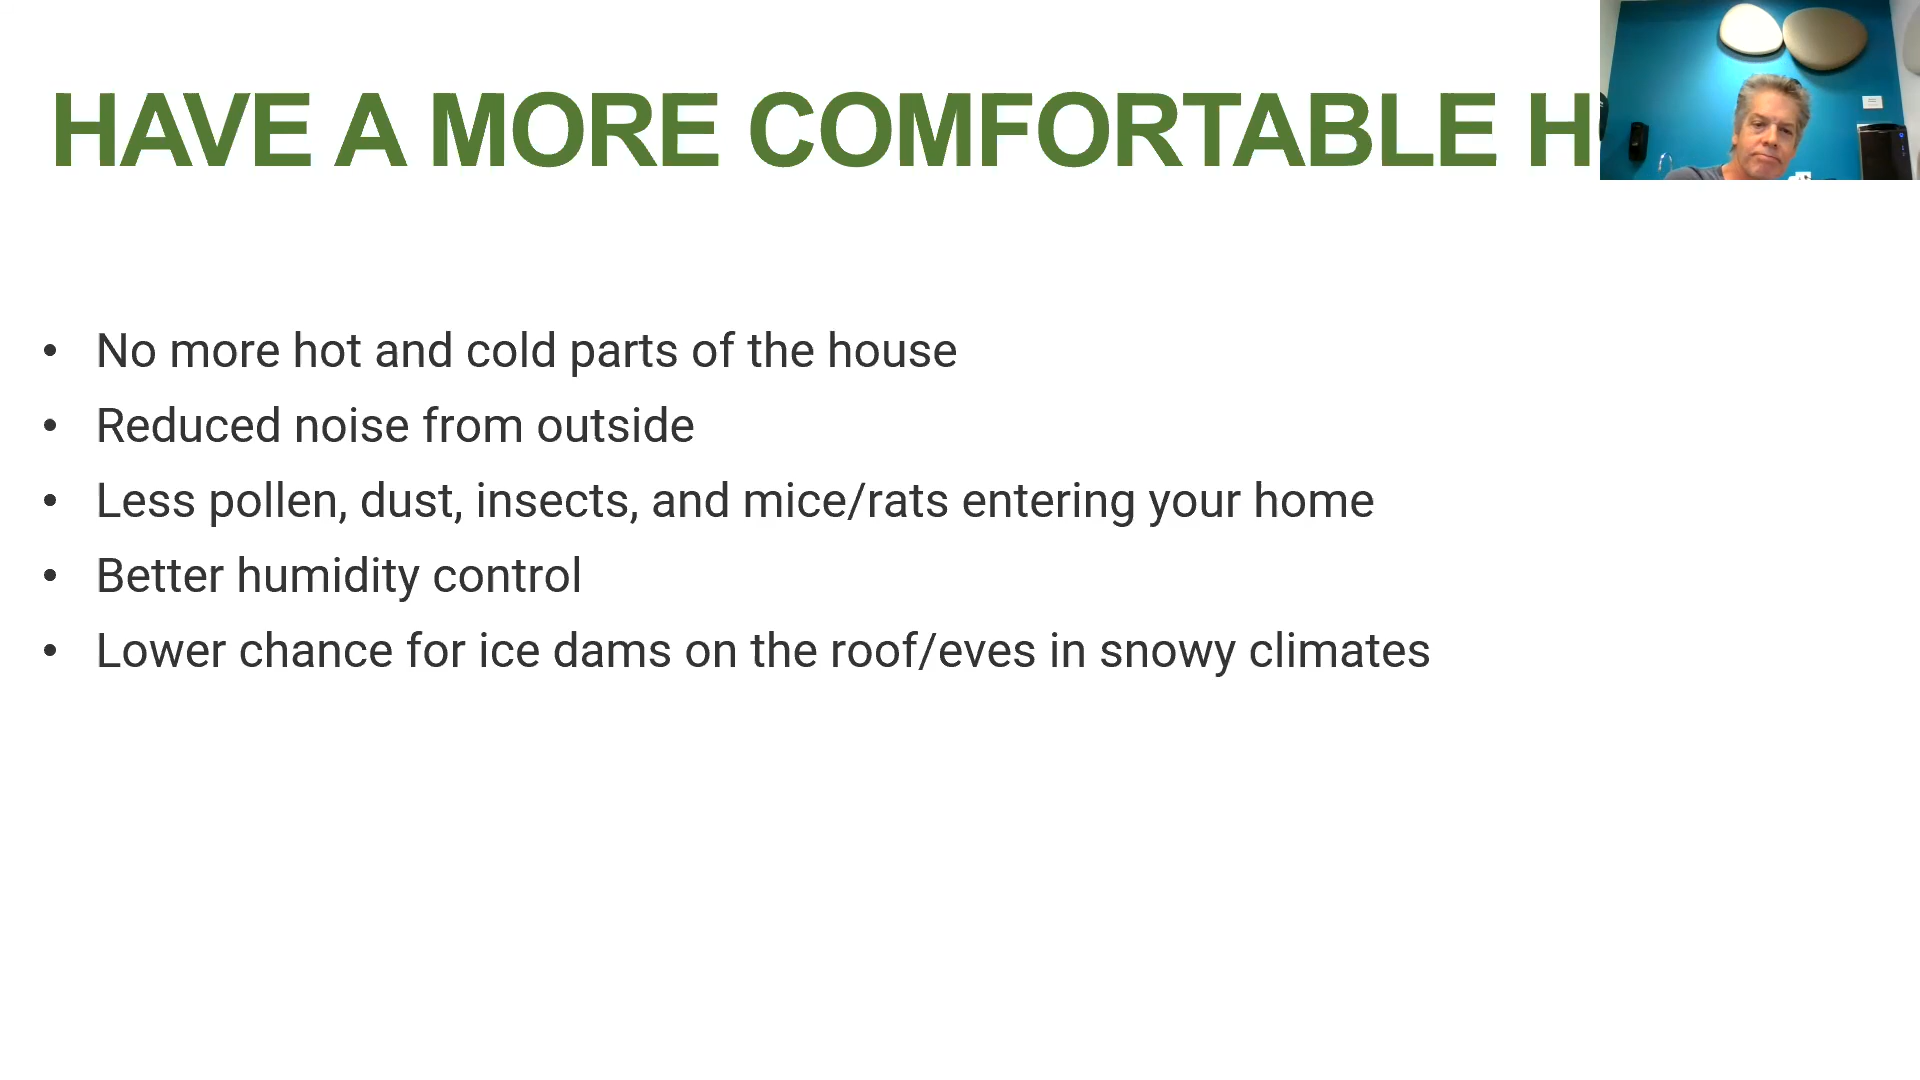 HAVE A MORE COMFORTABLE H
• No more hot and cold parts of the house
• Reduced noise from outside
• Less pollen, dust, insects, and mice/rats entering your home
• Better humidity control
• Lower chance for ice dams on the roof/eves in snowy climates